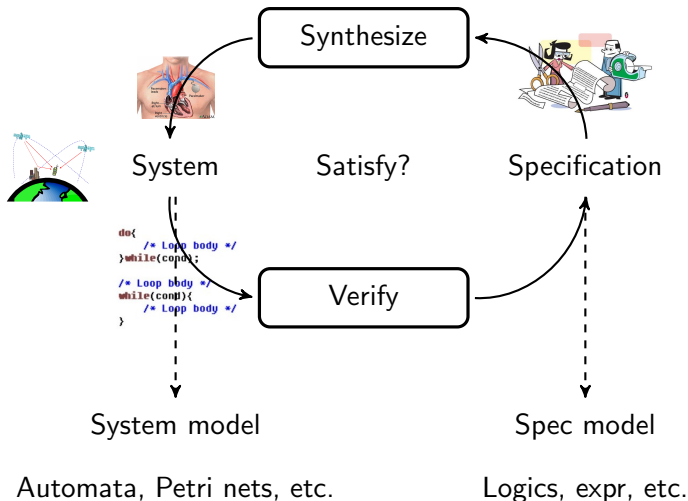 Synthesize
System
Satisfy?
Specification
do{
/* Loop body */
}while(cond);
/* Loop body */
while(cond){
/* Loop body */
}
Verify
System model
Spec model
Automata, Petri nets, etc.
Logics, expr, etc.